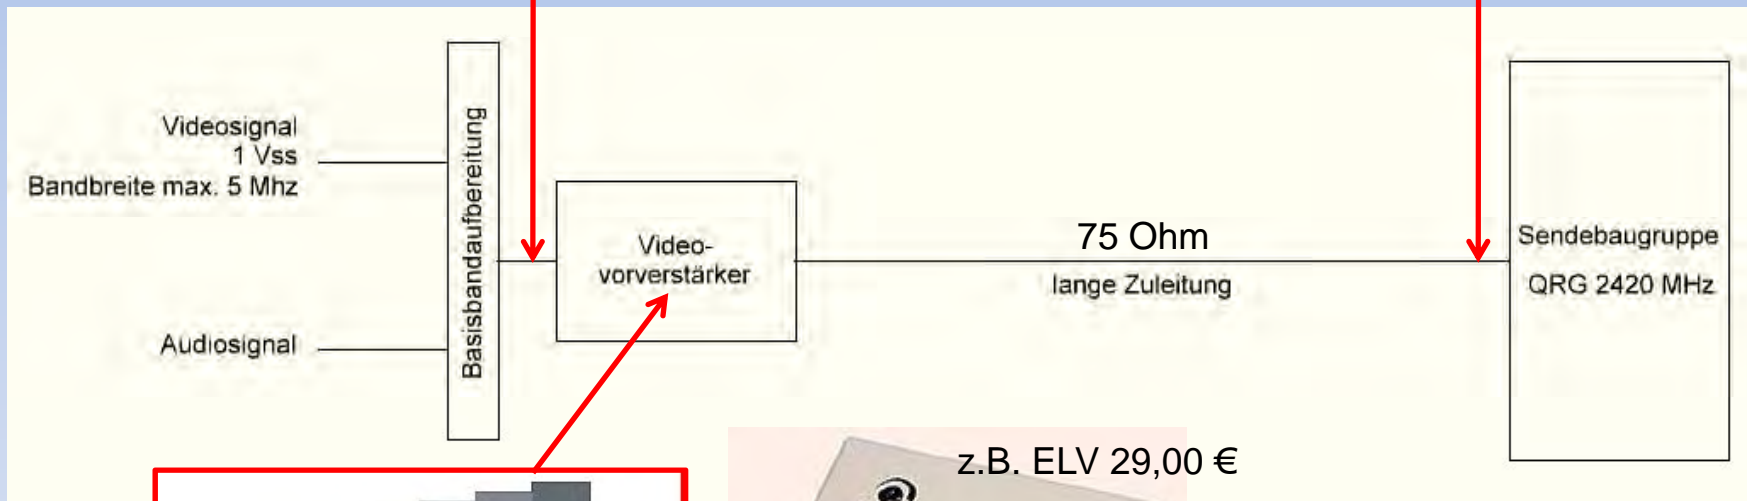 Videosignal
1 Vss
Bandbreite max. 5 Mhz
Audiosignal
Basisbandaufbereitung
Video-
vorverstärker
75 Ohm
lange Zuleitung
Sendebaugruppe
QRG 2420 MHz
z.B. ELV 29,00 €